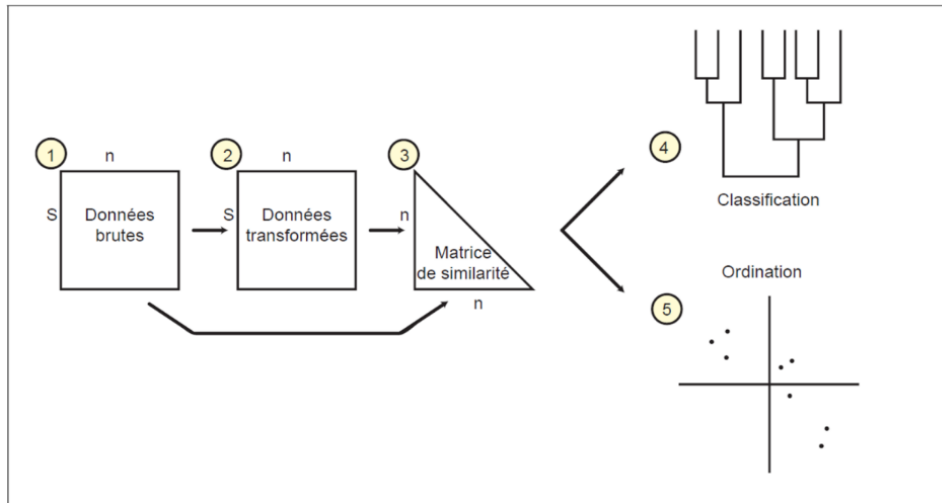 1
n
S
Données
brutes
2
n
S
Données
transformées
3
n
Matrice
de similarité
n
4
Classification
Ordination
5